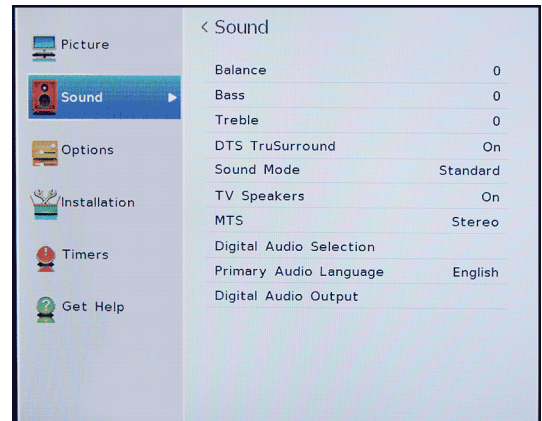 Picture
Sound
Options
Installation
Timers
Get Help
< Sound
Balance 0
Bass 0
Treble 0
DTS TruSurround On
Sound Mode Standard
TV Speakers On
MTS Stereo
Digital Audio Selection
Primary Audio Language English
Digital Audio Output